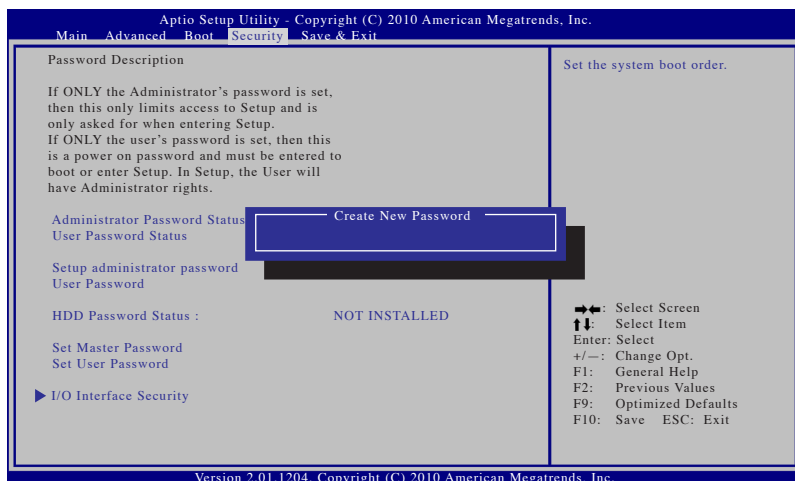 Aptio Setup Utility - Copyright (C) 2010 American Megatrends, Inc.
Main Advanced Boot Security Save & Exit
Password Description
If ONLY the Administrator's password is set,
then this only limits access to Setup and is
only asked for when entering Setup.
If ONLY the user's password is set, then this
is a power on password and must be entered to
boot or enter Setup. In Setup, the User will
have Administrator rights.
Administrator Password Status
User Password Status
Create New Password
Setup administrator password
User Password
HDD Password Status : NOT INSTALLED
Set Master Password
Set User Password
I/O Interface Security
Set the system boot order.
→←: Select Screen
↑↓: Select Item
Enter: Select
+/—: Change Opt.
F1: General Help
F2: Previous Values
F9: Optimized Defaults
F10: Save ESC: Exit
Version 2.01.1204. Copyright (C) 2010 American Megatrends, Inc.